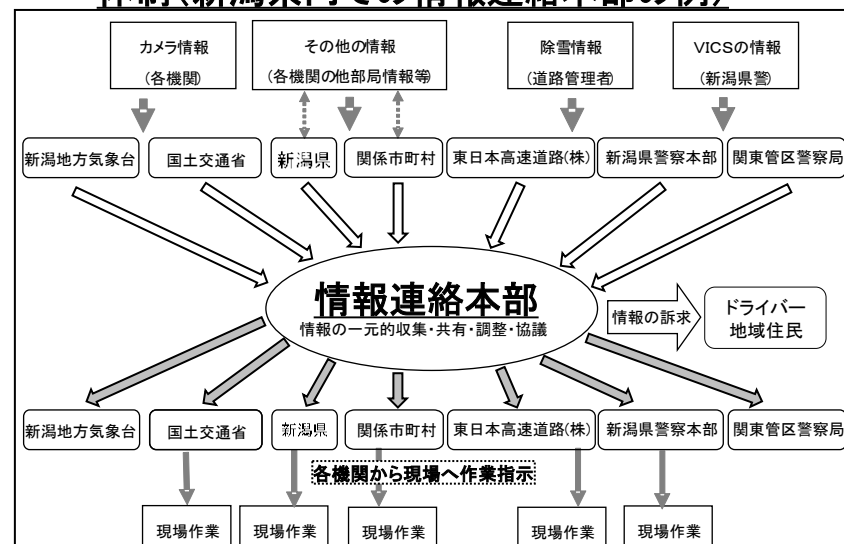 体制(新潟県内での情報連絡本部の例)
カメラ情報
(各機関)
その他の情報
(各機関の他部局情報等)
除雪情報
(道路管理者)
VICSの情報
(新潟県警)
新潟地方気象台
国土交通省
新潟県
関係市町村
東日本高速道路(株)
新潟県警察本部
関東管区警察局
情報連絡本部
情報の一元的収集・共有・調整・協議
情報の訴求
ドライバー
地域住民
新潟地方気象台
国土交通省
新潟県
関係市町村
東日本高速道路(株)
新潟県警察本部
関東管区警察局
各機関から現場へ作業指示
現場作業
現場作業
現場作業
現場作業
現場作業